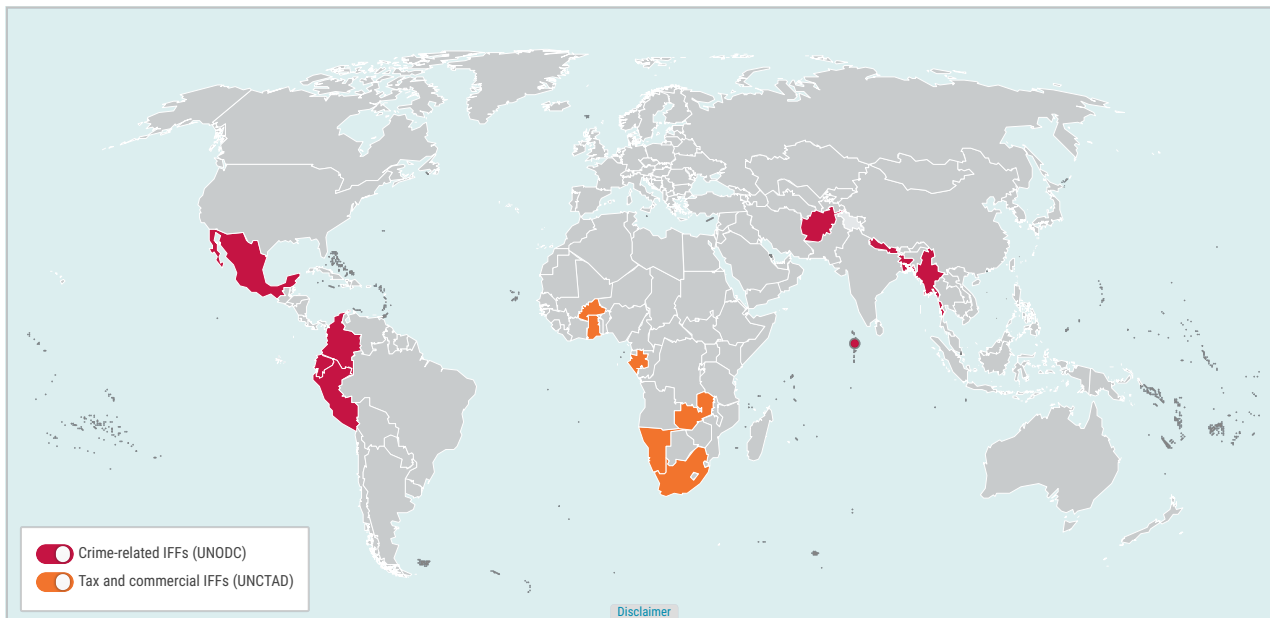 Crime-related IFFs (UNODC)
Tax and commercial IFFs (UNCTAD)
Disclaimer